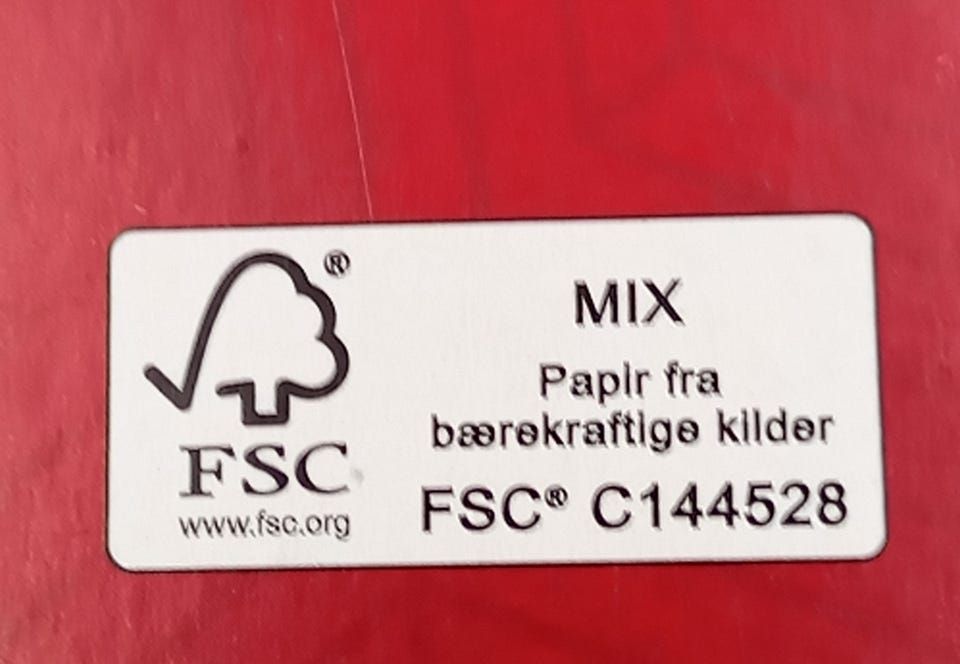 ®
FSC
www.fsc.org
MIX
Papir fra
bærekraftige kilder
FSC® C144528